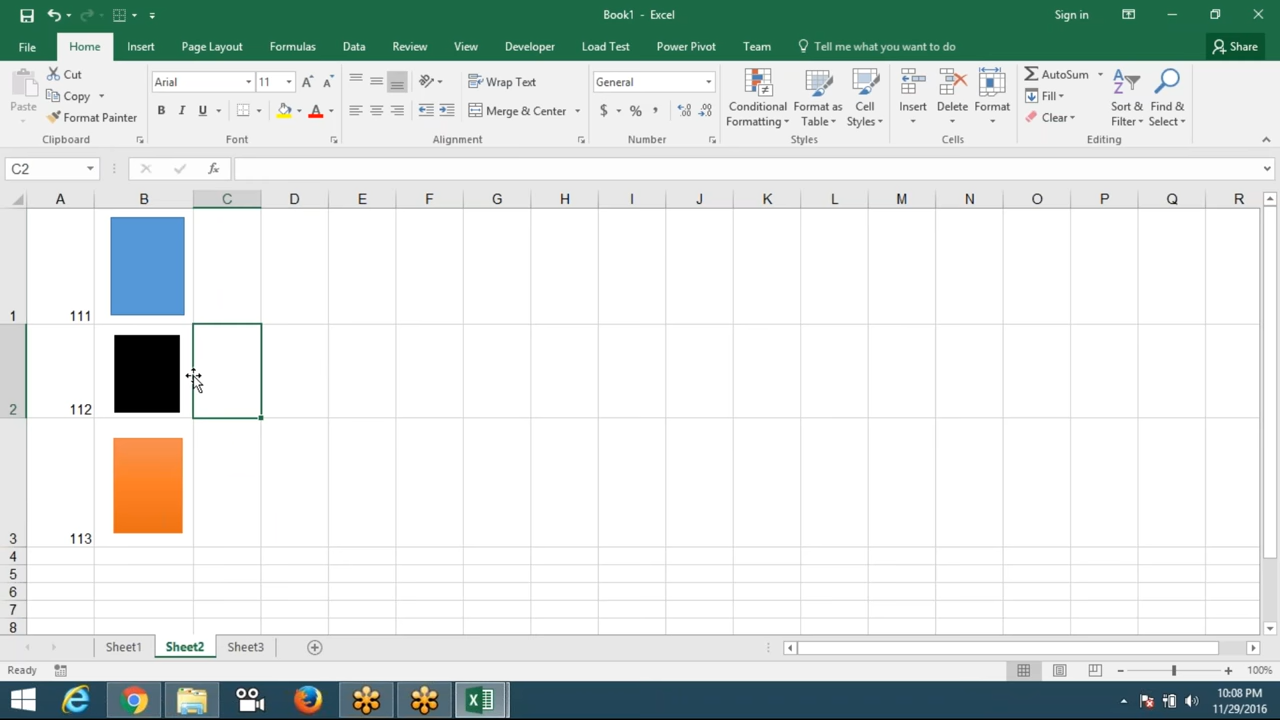 Book1 - Excel
Sign in
File Home Insert Page Layout Formulas Data Review View Developer Load Test Power Pivot Team Tell me what you want to do Share
Paste
Cut
Copy
Format Painter
Clipboard
Arial 11
B I U
Font
Wrap Text
Merge & Center
Alignment
General
$ % ,
Number
Conditional Formatting
Format as Table
Cell Styles
Styles
Insert Delete Format
Cells
AutoSum
Fill
Clear
Sort & Filter
Find & Select
Editing
C2 fx
A B C D E F G H I J K L M N O P Q R
1 111
2 112
3 113
4
5
6
7
8
Sheet1 Sheet2 Sheet3
Ready 100%
10:08 PM
11/29/2016